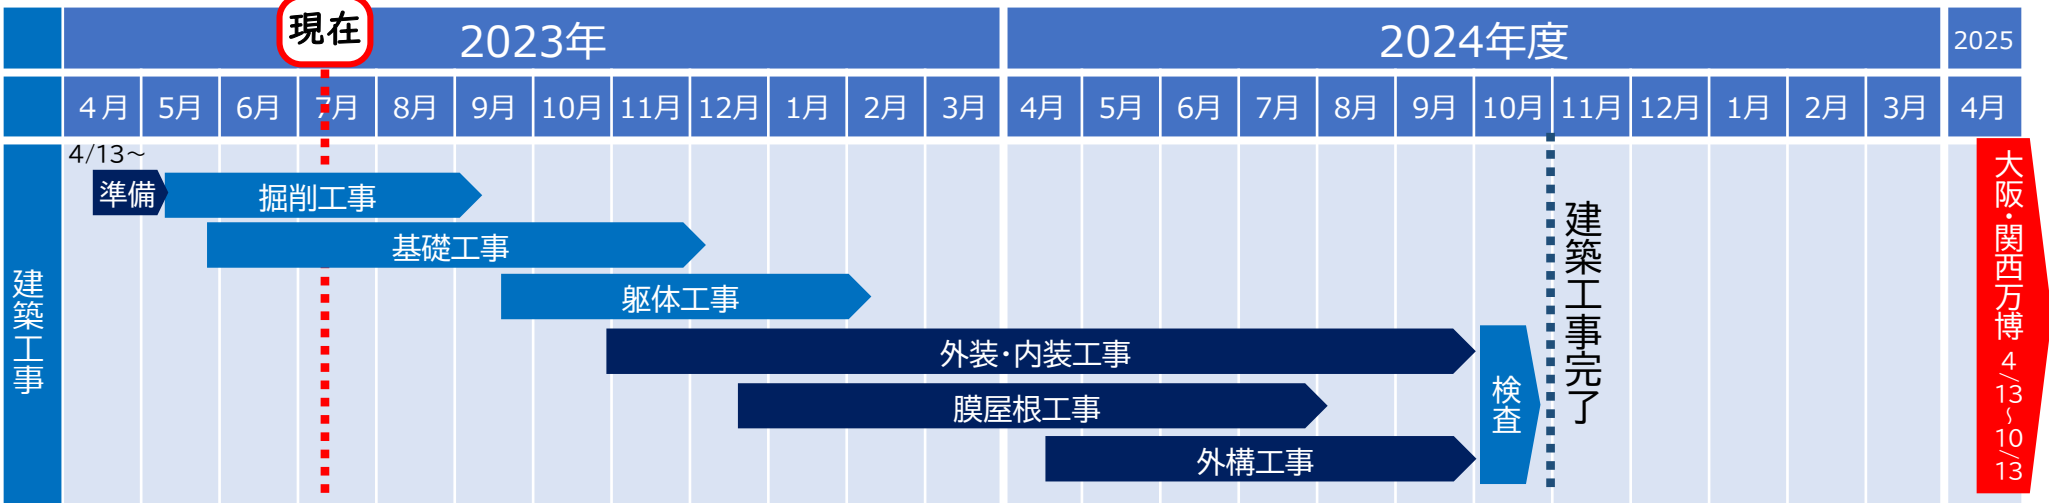 現在
2023年
2024年度
2025
4月 5月 6月 7月 8月 9月 10月 11月 12月 1月 2月 3月 4月 5月 6月 7月 8月 9月 10月 11月 12月 1月 2月 3月 4月
建築工事
4/13～
準備
掘削工事
基礎工事
躯体工事
外装・内装工事
膜屋根工事
外構工事
検査
建築工事完了
大阪・関西万博 4/13～10/13